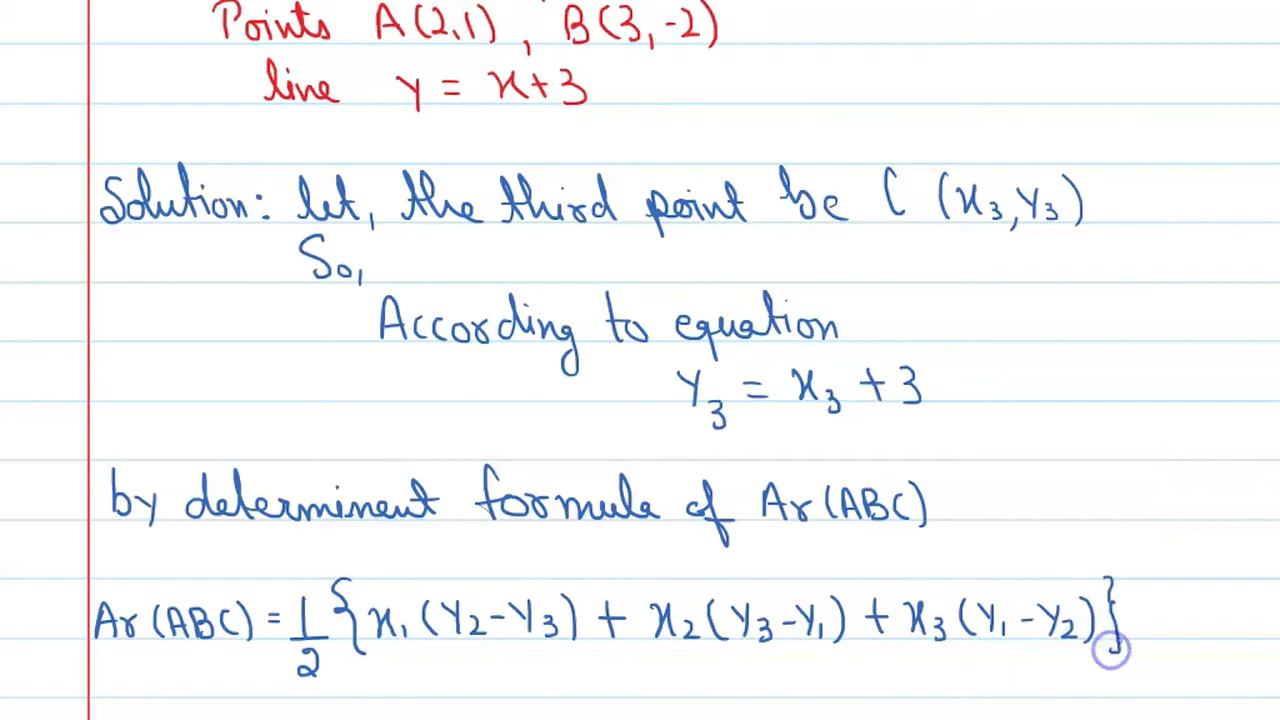 Points A(2,1), B(3,-2)
line y = x+3
Solution: let, the third point be C (x₃,y₃)
So,
According to equation
y₃ = x₃ + 3
by determinent formula of Ar(ABC)
Ar(ABC) = 1/2 {x₁(y₂-y₃) + x₂(y₃-y₁) + x₃(y₁-y₂)}